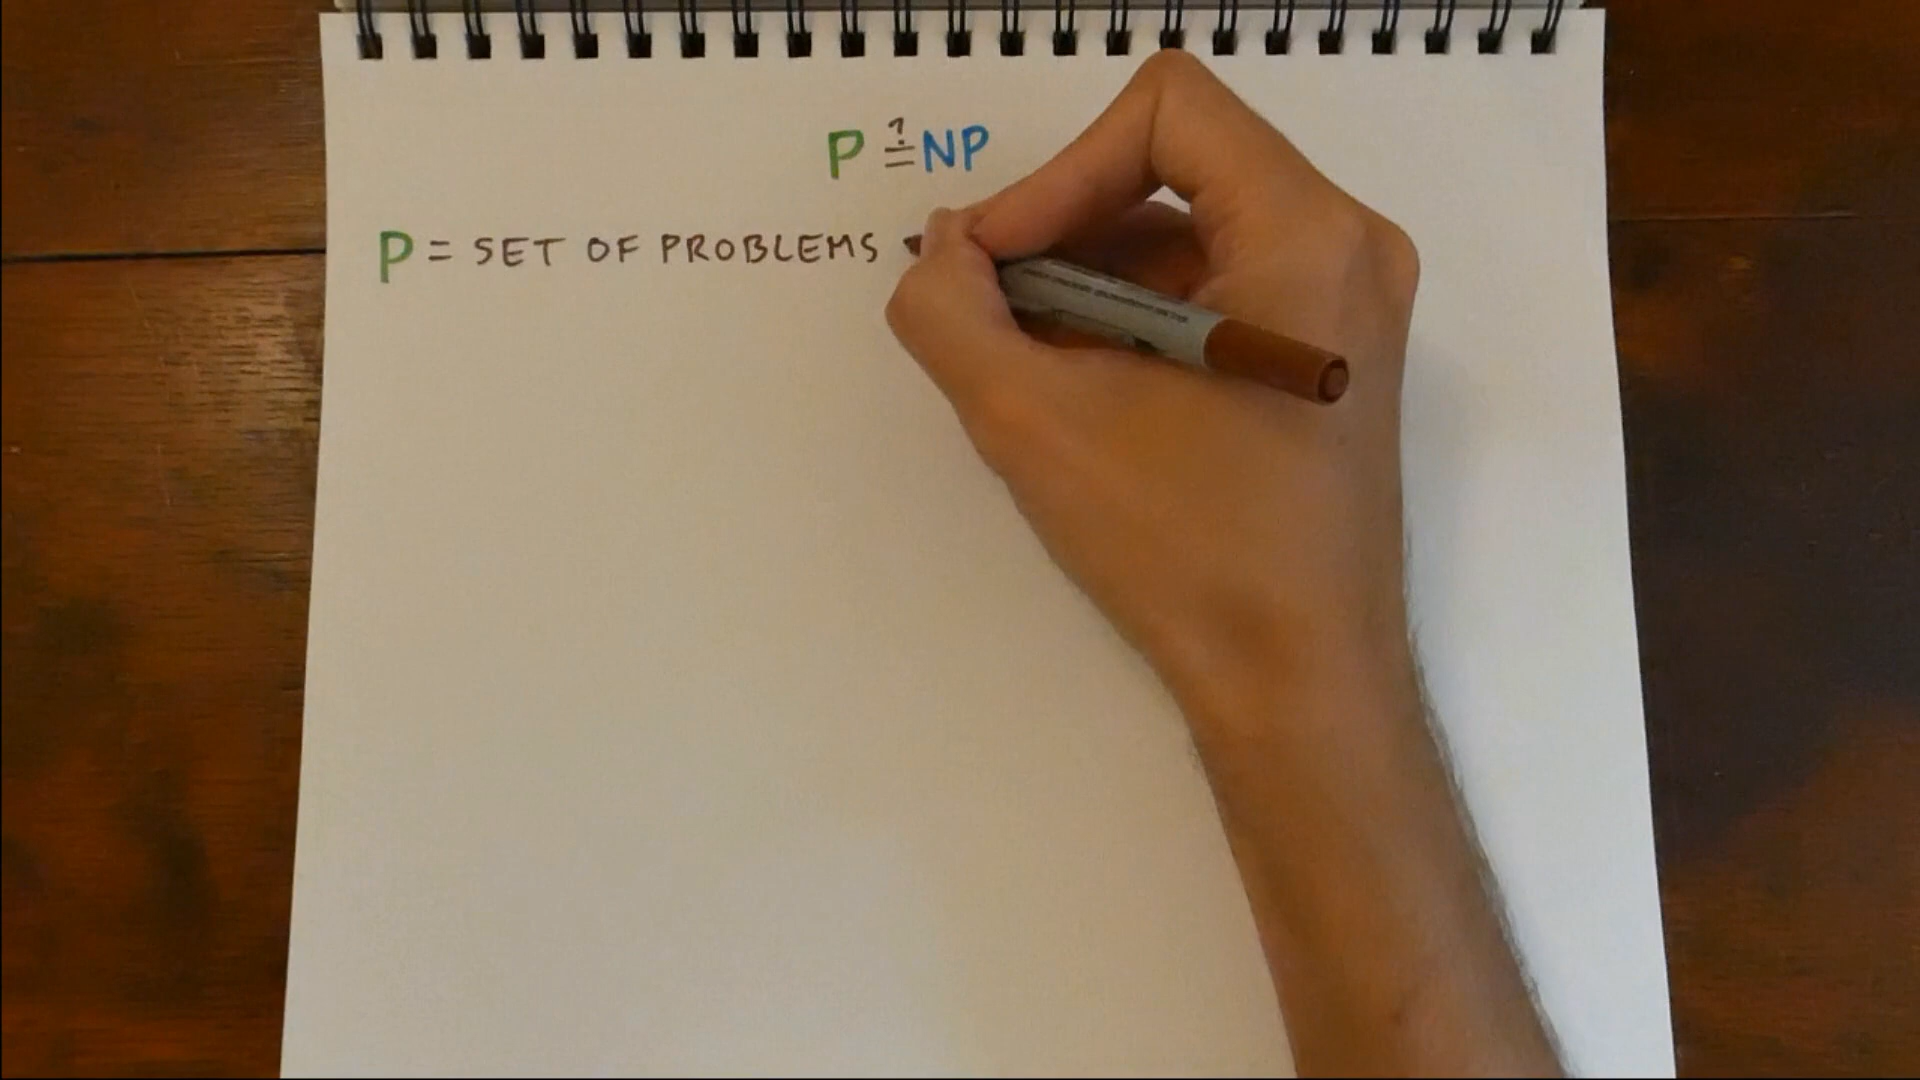 P ≟ NP
P = SET OF PROBLEMS